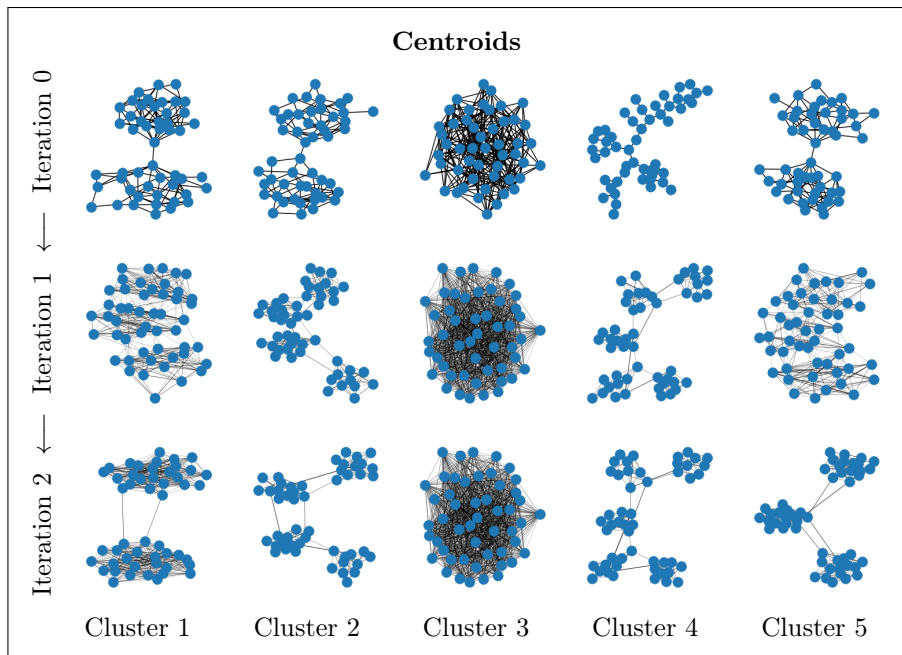 Centroids
Iteration 0
Iteration 1
Iteration 2
Cluster 1
Cluster 2
Cluster 3
Cluster 4
Cluster 5